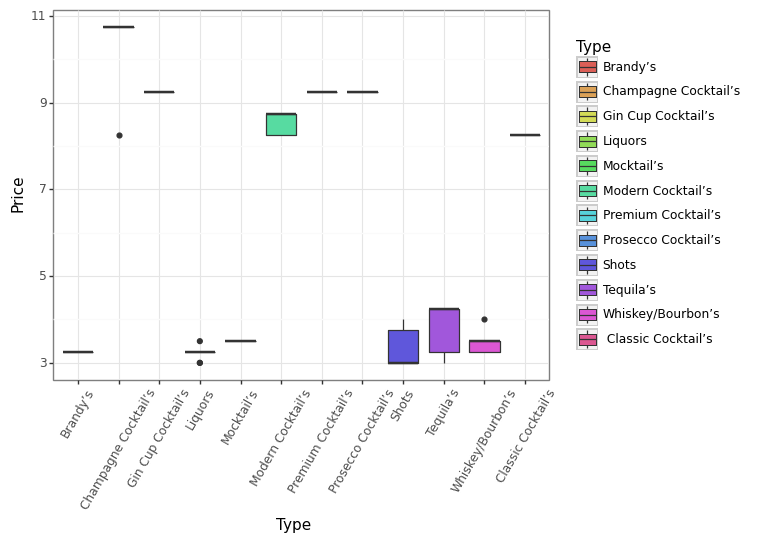 11
9
7
5
3
Price
Brandy’s
Champagne Cocktail’s
Gin Cup Cocktail’s
Liquors
Mocktail’s
Modern Cocktail’s
Premium Cocktail’s
Prosecco Cocktail’s
Shots
Tequila’s
Whiskey/Bourbon’s
Classic Cocktail’s
Type
Type
Brandy’s
Champagne Cocktail’s
Gin Cup Cocktail’s
Liquors
Mocktail’s
Modern Cocktail’s
Premium Cocktail’s
Prosecco Cocktail’s
Shots
Tequila’s
Whiskey/Bourbon’s
Classic Cocktail’s